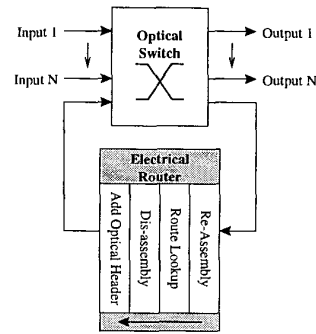 Input 1
Input N
Optical
Switch
Output 1
Output N
Electrical
Router
Add Optical Header
Dis-assembly
Route Lookup
Re-Assembly